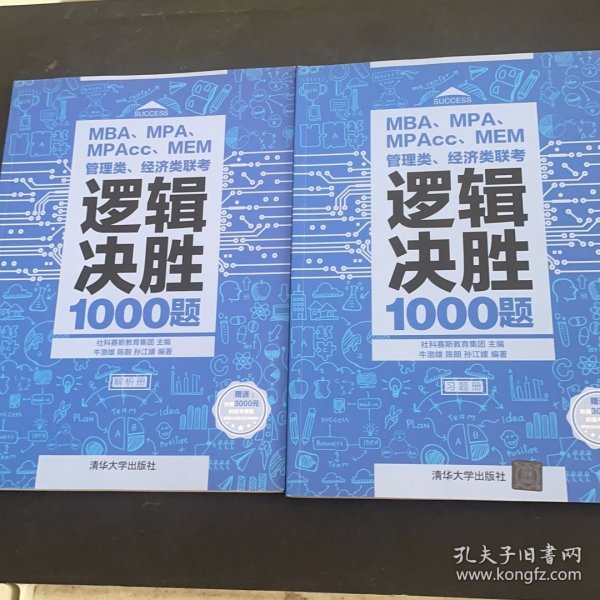 SUCCESS
MBA、MPA、
MPAcc、MEM
管理类、经济类联考
逻辑
决胜
1000题
社科赛斯教育集团 主编
牛渤雄 陈朗 孙江媛 编著
解析册
赠送
3000元
清华大学出版社
SUCCESS
MBA、MPA、
MPAcc、MEM
管理类、经济类联考
逻辑
决胜
1000题
社科赛斯教育集团 主编
牛渤雄 陈朗 孙江媛 编著
习题册
清华大学出版社
孔夫子旧书网
www.kongfz.com